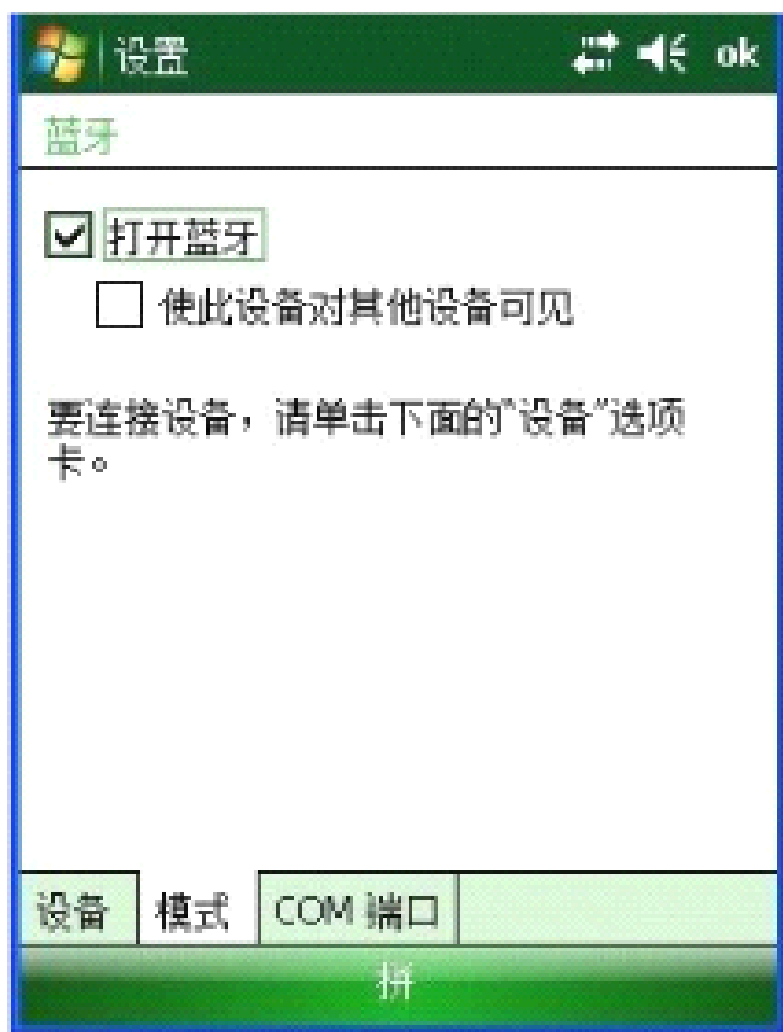 设置 ok
蓝牙
打开蓝牙
使此设备对其他设备可见
要连接设备，请单击下面的“设备”选项
卡。
设备 模式 COM 端口
拼